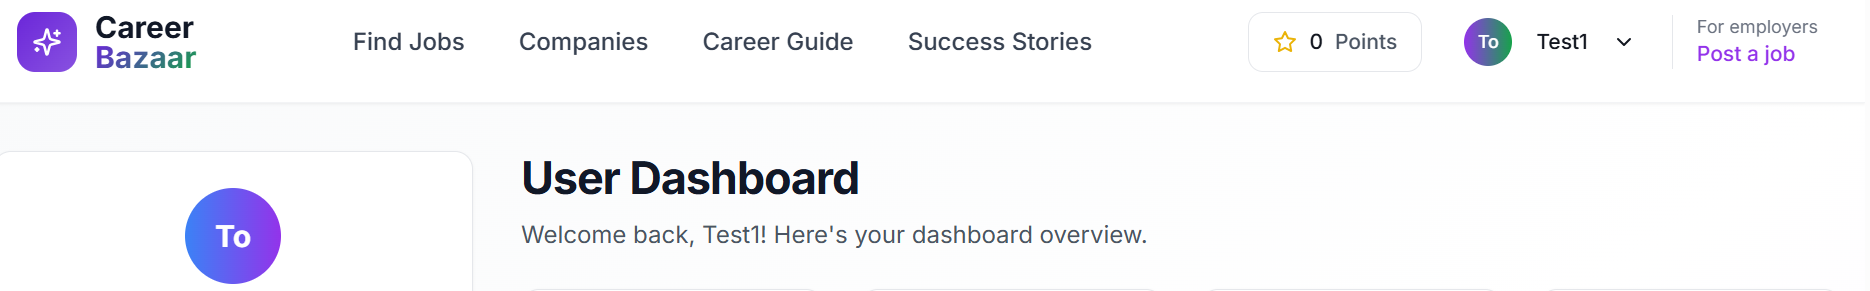 Career
Bazaar
Find Jobs
Companies
Career Guide
Success Stories
0 Points
To
Test1
For employers
Post a job
To
User Dashboard
Welcome back, Test1! Here's your dashboard overview.